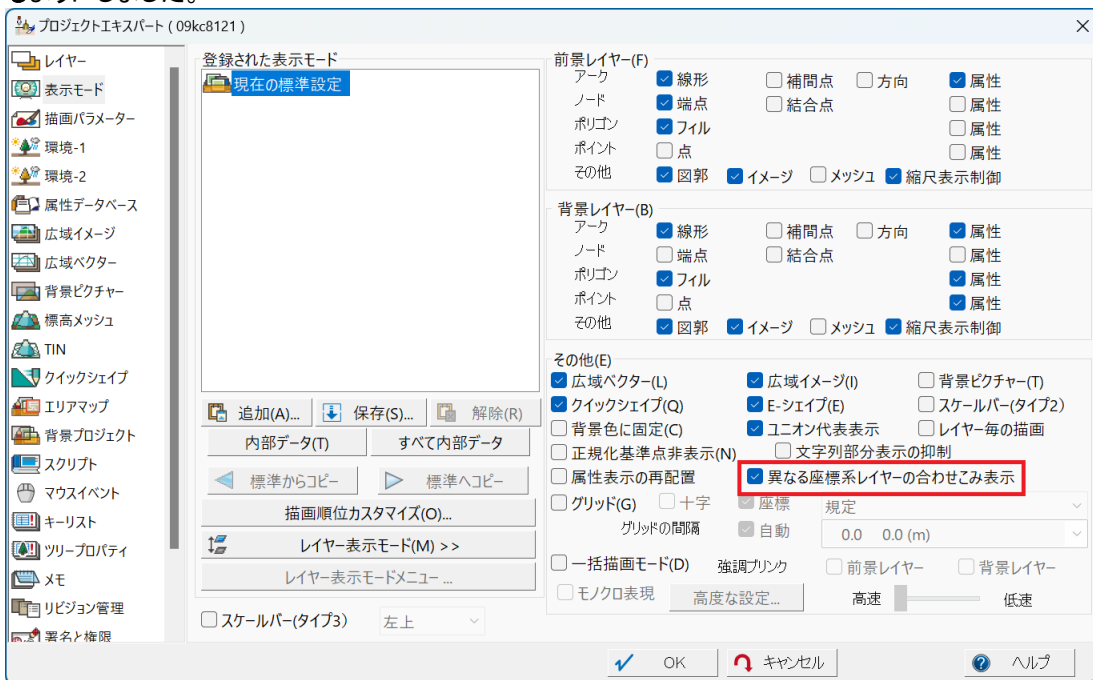 プロジェクトエキスパート ( 09kc8121 )
レイヤー
表示モード
描画パラメーター
環境-1
環境-2
属性データベース
広域イメージ
広域ベクター
背景ピクチャー
標高メッシュ
TIN
クイックシェイプ
エリアマップ
背景プロジェクト
スクリプト
マウスイベント
キーリスト
ツリープロパティ
メモ
リビジョン管理
署名と権限
登録された表示モード
現在の標準設定
追加(A)... 保存(S)... 解除(R)
内部データ(T) すべて内部データ
標準からコピー 標準へコピー
描画順位カスタマイズ(O)...
レイヤー表示モード(M) >>
レイヤー表示モードメニュー ...
スケールバー(タイプ3) 左上
前景レイヤー(F)
アーク 線形 補間点 方向 属性
ノード 端点 結合点 属性
ポリゴン フィル 属性
ポイント 点 属性
その他 図郭 イメージ メッシュ 縮尺表示制御
背景レイヤー(B)
アーク 線形 補間点 方向 属性
ノード 端点 結合点 属性
ポリゴン フィル 属性
ポイント 点 属性
その他 図郭 イメージ メッシュ 縮尺表示制御
その他(E)
広域ベクター(L) 広域イメージ(I) 背景ピクチャー(T)
クイックシェイプ(Q) E-シェイプ(E) スケールバー(タイプ2)
背景色に固定(C) ユニオン代表表示 レイヤー毎の描画
正規化基準点非表示(N) 文字列部分表示の抑制
属性表示の再配置 異なる座標系レイヤーの合わせこみ表示
グリッド(G) 十字 座標 規定
グリッドの間隔 自動 0.0 0.0 (m)
一括描画モード(D) 強調ブリンク 前景レイヤー 背景レイヤー
モノクロ表現 高度な設定... 高速 低速
OK キャンセル ヘルプ